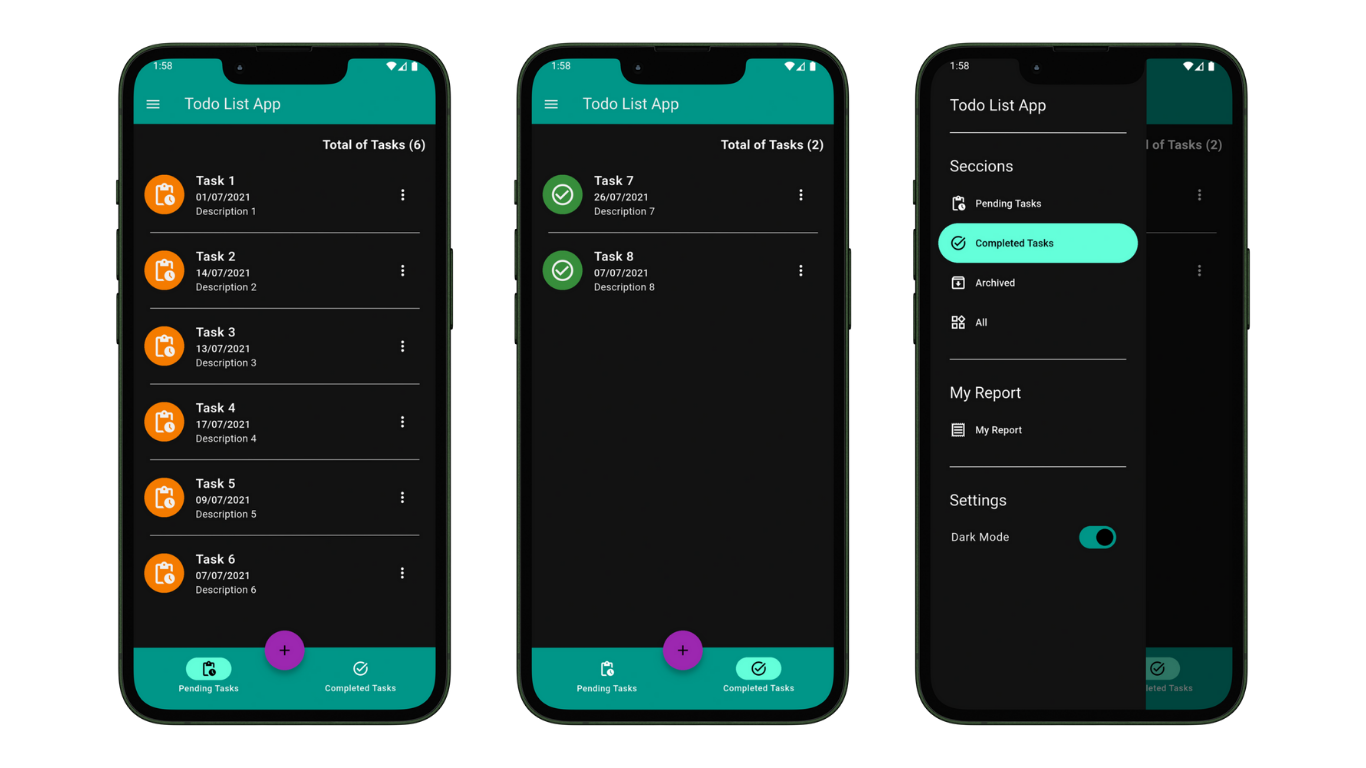 1:58
Todo List App
Total of Tasks (6)
Task 1
01/07/2021
Description 1
Task 2
14/07/2021
Description 2
Task 3
13/07/2021
Description 3
Task 4
17/07/2021
Description 4
Task 5
09/07/2021
Description 5
Task 6
07/07/2021
Description 6
+
Pending Tasks
Completed Tasks
1:58
Todo List App
Total of Tasks (2)
Task 7
26/07/2021
Description 7
Task 8
07/07/2021
Description 8
+
Pending Tasks
Completed Tasks
1:58
Todo List App
l of Tasks (2)
Seccions
Pending Tasks
Completed Tasks
Archived
All
My Report
My Report
Settings
Dark Mode
leted Tasks